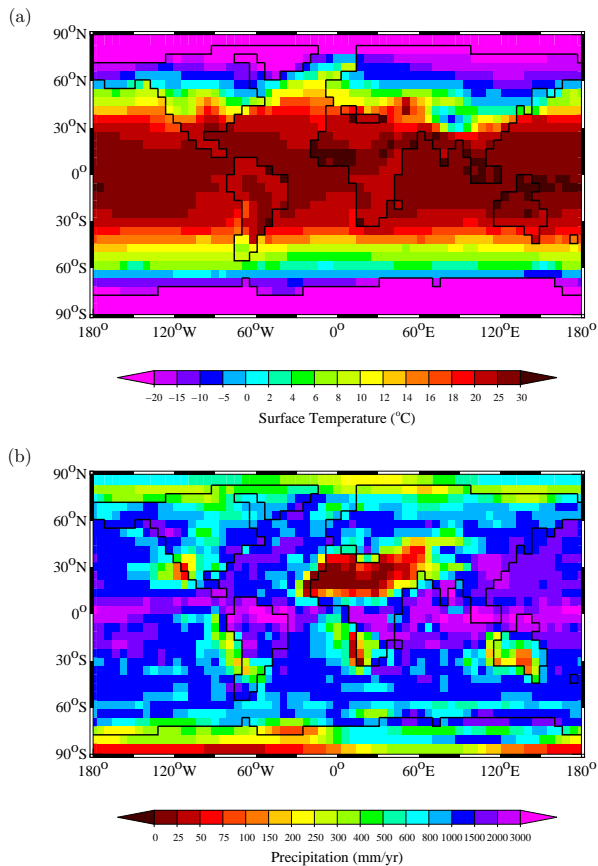 (a)
90°N
60°N
30°N
0°
30°S
60°S
90°S
180° 120°W 60°W 0° 60°E 120°E 180°
−20 −15 −10 −5 0 2 4 6 8 10 12 14 16 18 20 25 30
Surface Temperature (°C)
(b)
90°N
60°N
30°N
0°
30°S
60°S
90°S
180° 120°W 60°W 0° 60°E 120°E 180°
0 25 50 75 150 200 300 400 500 600 800 1000 1500 2000 3000
Precipitation (mm/yr)